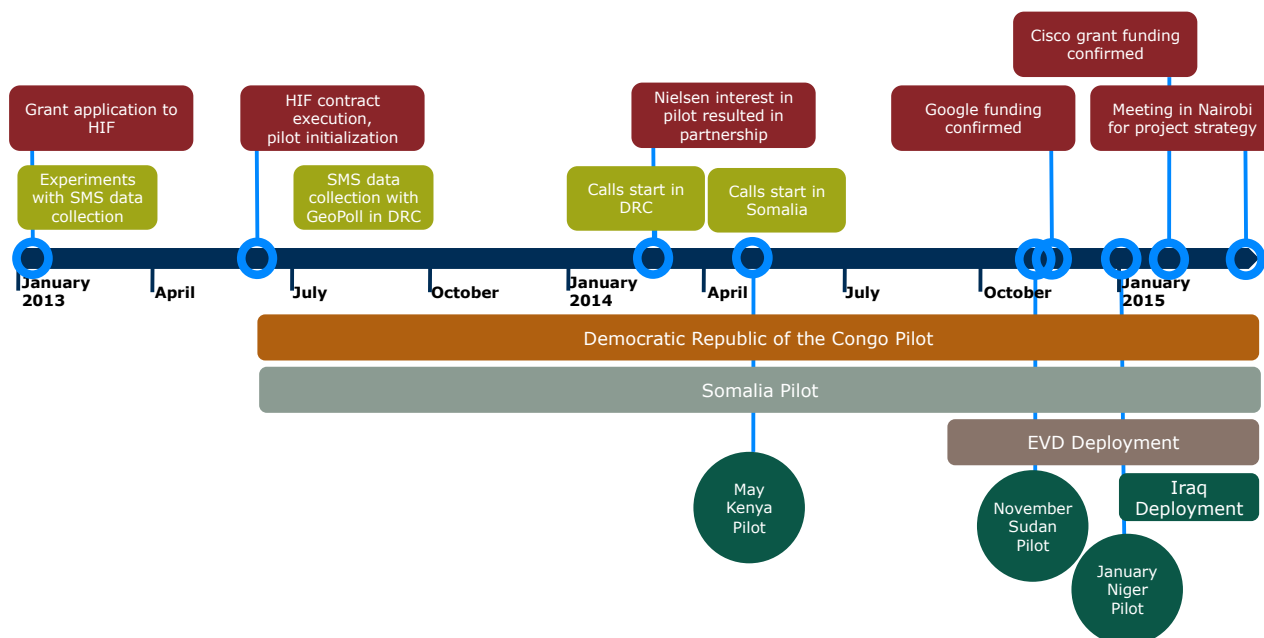 Cisco grant funding
confirmed
Grant application to
HIF
HIF contract
execution,
pilot initialization
Nielsen interest in
pilot resulted in
partnership
Google funding
confirmed
Meeting in Nairobi
for project strategy
Experiments
with SMS data
collection
SMS data
collection with
GeoPoll in DRC
Calls start in
DRC
Calls start in
Somalia
January
2013
April
July
October
January
2014
April
July
October
January
2015
Democratic Republic of the Congo Pilot
Somalia Pilot
EVD Deployment
May
Kenya
Pilot
November
Sudan
Pilot
Iraq
Deployment
January
Niger
Pilot